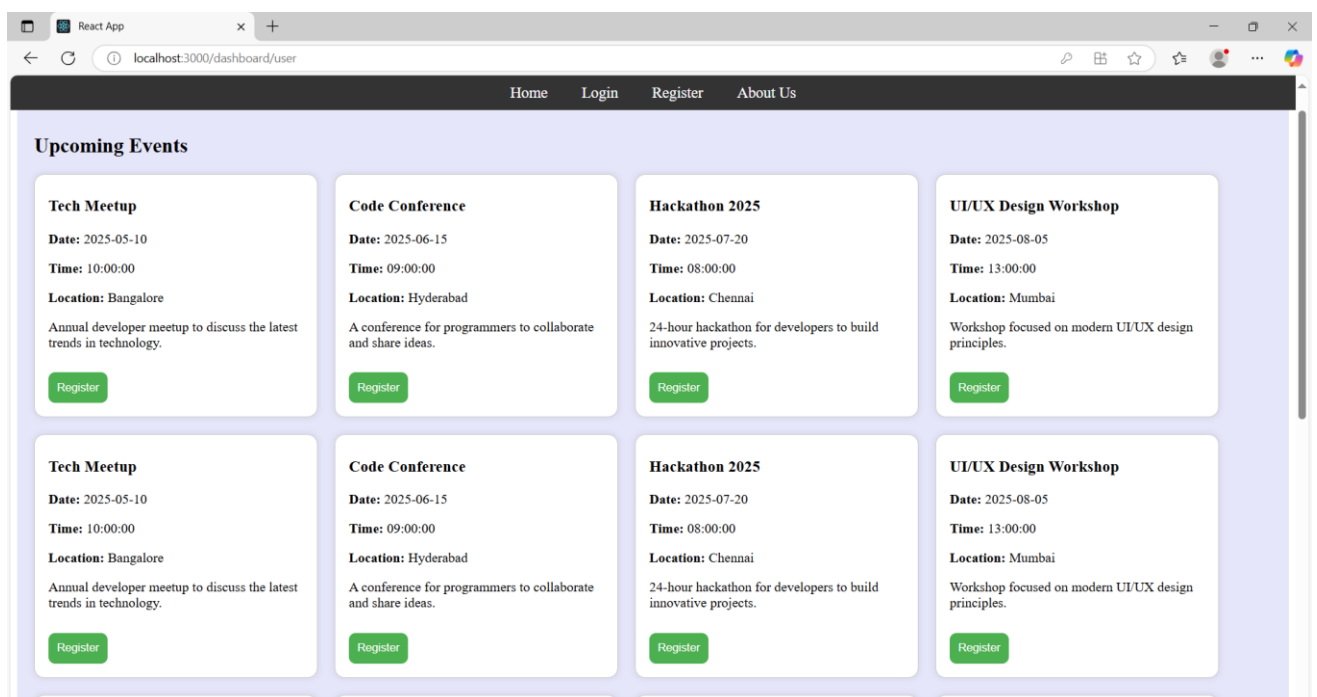 React App
localhost:3000/dashboard/user
Home Login Register About Us
Upcoming Events
Tech Meetup
Date: 2025-05-10
Time: 10:00:00
Location: Bangalore
Annual developer meetup to discuss the latest
trends in technology.
Register
Code Conference
Date: 2025-06-15
Time: 09:00:00
Location: Hyderabad
A conference for programmers to collaborate
and share ideas.
Register
Hackathon 2025
Date: 2025-07-20
Time: 08:00:00
Location: Chennai
24-hour hackathon for developers to build
innovative projects.
Register
UI/UX Design Workshop
Date: 2025-08-05
Time: 13:00:00
Location: Mumbai
Workshop focused on modern UI/UX design
principles.
Register
Tech Meetup
Date: 2025-05-10
Time: 10:00:00
Location: Bangalore
Annual developer meetup to discuss the latest
trends in technology.
Register
Code Conference
Date: 2025-06-15
Time: 09:00:00
Location: Hyderabad
A conference for programmers to collaborate
and share ideas.
Register
Hackathon 2025
Date: 2025-07-20
Time: 08:00:00
Location: Chennai
24-hour hackathon for developers to build
innovative projects.
Register
UI/UX Design Workshop
Date: 2025-08-05
Time: 13:00:00
Location: Mumbai
Workshop focused on modern UI/UX design
principles.
Register